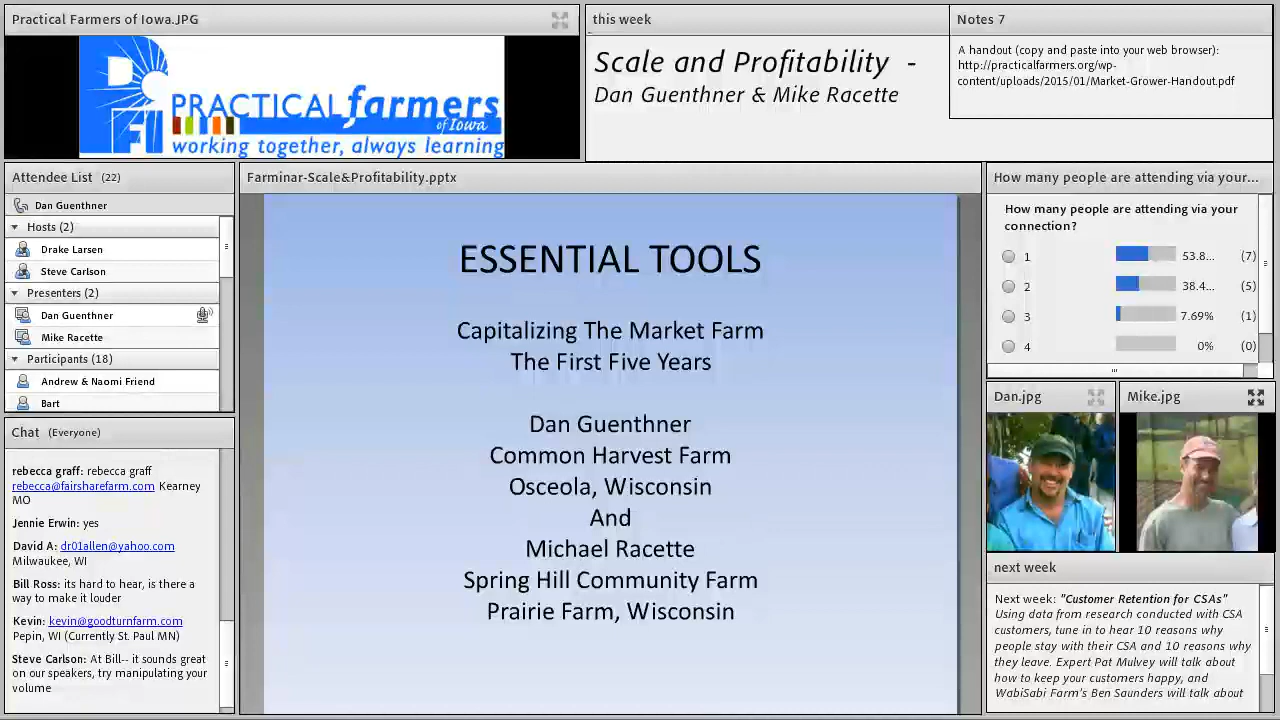 Practical Farmers of Iowa.JPG
PRACTICAL farmers
of Iowa
PFI
working together, always learning
this week
Scale and Profitability  -
Dan Guenthner & Mike Racette
Notes 7
A handout (copy and paste into your web browser):
http://practicalfarmers.org/wp-
content/uploads/2015/01/Market-Grower-Handout.pdf
Attendee List (22)
Dan Guenthner
Hosts (2)
Drake Larsen
Steve Carlson
Presenters (2)
Dan Guenthner
Mike Racette
Participants (18)
Andrew & Naomi Friend
Bart
Chat (Everyone)
rebecca graff: rebecca graff
rebecca@fairsharefarm.com Kearney
MO
Jennie Erwin: yes
David A: dr01allen@yahoo.com
Milwaukee, WI
Bill Ross: its hard to hear, is there a
way to make it louder
Kevin: kevin@goodturnfarm.com
Pepin, WI (Currently St. Paul MN)
Steve Carlson: At Bill-- it sounds great
on our speakers, try manipulating your
volume
Farminar-Scale&Profitability.pptx
ESSENTIAL TOOLS
Capitalizing The Market Farm
The First Five Years
Dan Guenthner
Common Harvest Farm
Osceola, Wisconsin
And
Michael Racette
Spring Hill Community Farm
Prairie Farm, Wisconsin
How many people are attending via your...
How many people are attending via your
connection?
1 53.8... (7)
2 38.4... (5)
3 7.69% (1)
4 0% (0)
Dan.jpg
Mike.jpg
next week
Next week: "Customer Retention for CSAs"
Using data from research conducted with CSA
customers, tune in to hear 10 reasons why
people stay with their CSA and 10 reasons why
they leave. Expert Pat Mulvey will talk about
how to keep your customers happy, and
WabiSabi Farm's Ben Saunders will talk about